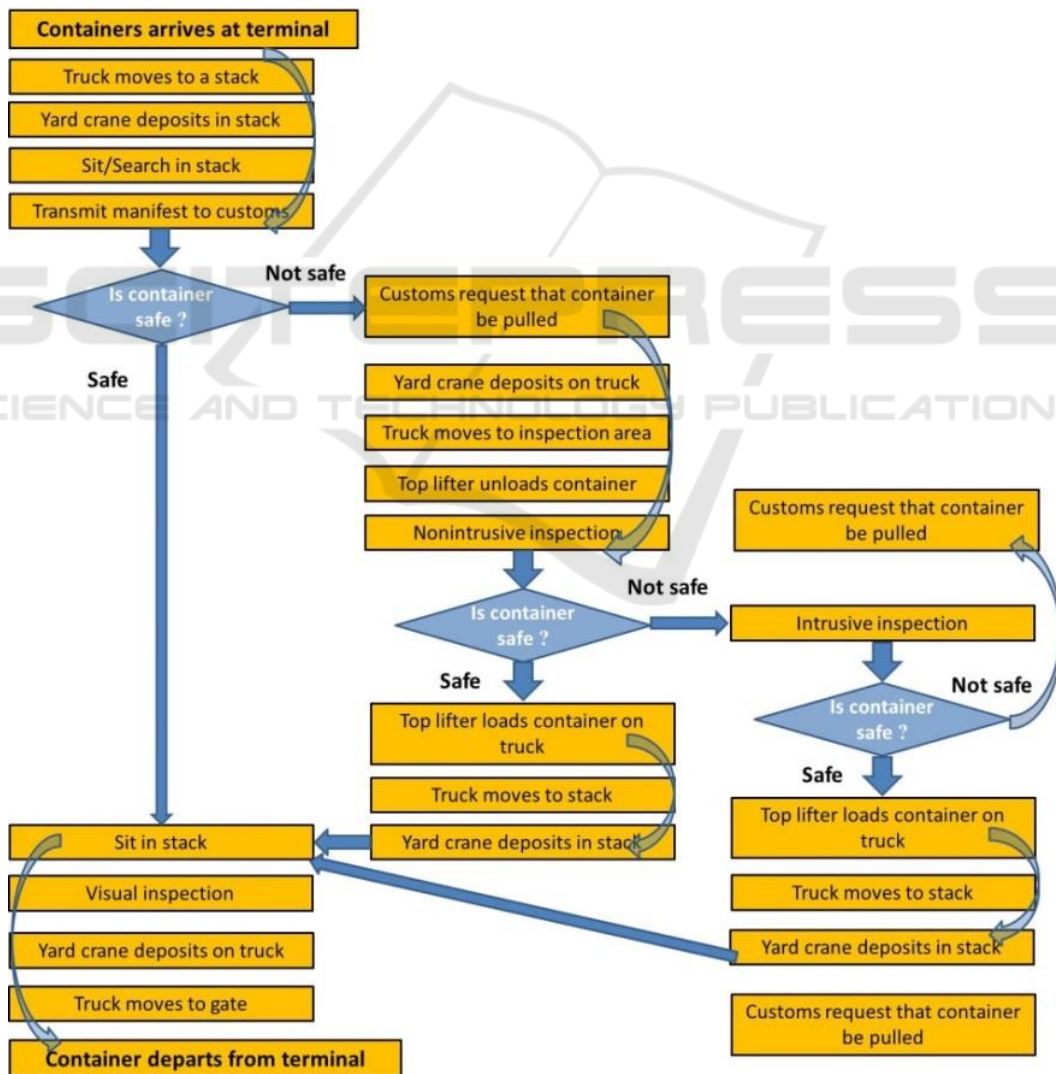 Containers arrives at terminal
Truck moves to a stack
Yard crane deposits in stack
Sit/Search in stack
Transmit manifest to customs
Is container
safe ?
Not safe
Safe
Customs request that container
be pulled
Yard crane deposits on truck
Truck moves to inspection area
Top lifter unloads container
Nonintrusive inspection
Is container
safe ?
Not safe
Safe
Customs request that container
be pulled
Intrusive inspection
Is container
safe ?
Not safe
Safe
Top lifter loads container on
truck
Truck moves to stack
Yard crane deposits in stack
Top lifter loads container on
truck
Truck moves to stack
Yard crane deposits in stack
Customs request that container
be pulled
Sit in stack
Visual inspection
Yard crane deposits on truck
Truck moves to gate
Container departs from terminal
SCITEPRESS
SCIENCE AND TECHNOLOGY PUBLICATION